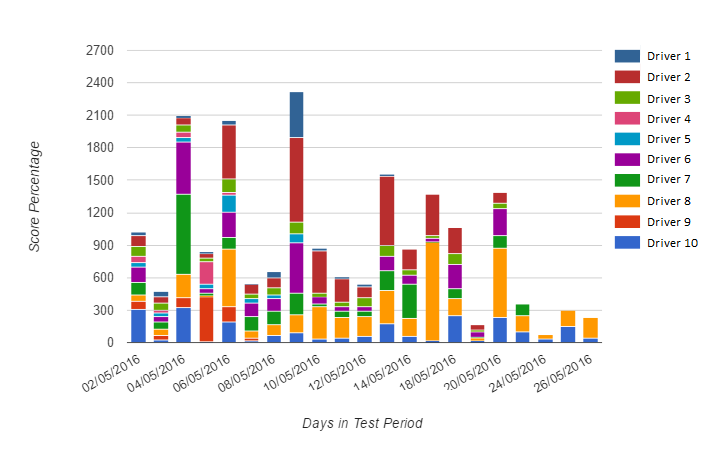 2700
2400
2100
1800
1500
1200
900
600
300
0
Score Percentage
02/05/2016
04/05/2016
06/05/2016
08/05/2016
10/05/2016
12/05/2016
14/05/2016
18/05/2016
20/05/2016
24/05/2016
26/05/2016
Days in Test Period
Driver 1
Driver 2
Driver 3
Driver 4
Driver 5
Driver 6
Driver 7
Driver 8
Driver 9
Driver 10